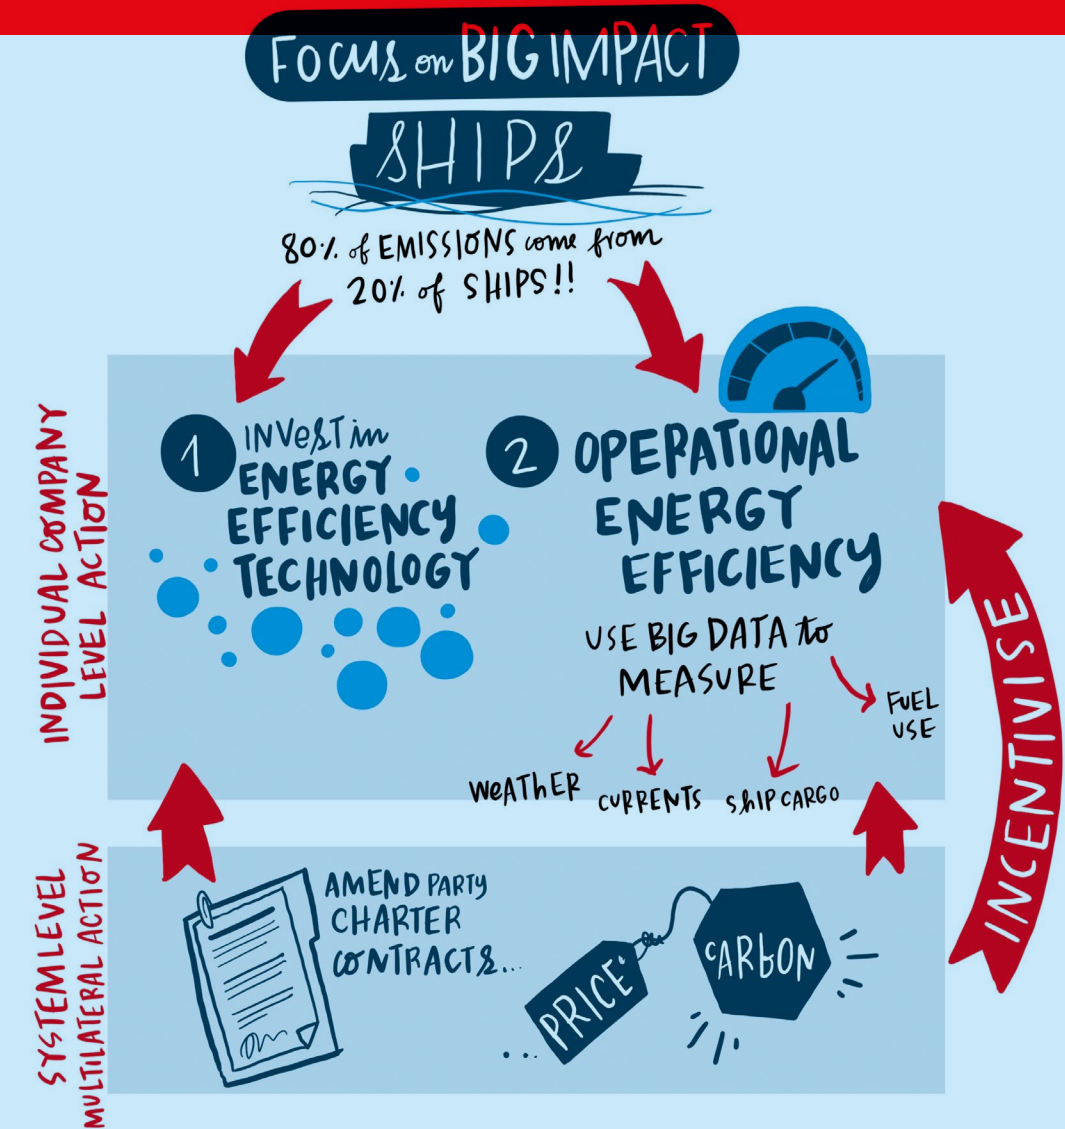 FOCUS on BIG IMPACT
SHIPS
80% of EMISSIONS come from
20% of SHIPS!!
INDIVIDUAL COMPANY
LEVEL ACTION
1
INVEST in
ENERGY
EFFICIENCY
TECHNOLOGY
2
OPERATIONAL
ENERGY
EFFICIENCY
USE BIG DATA to
MEASURE
WEATHER
CURRENTS
SHIP CARGO
FUEL
USE
INCENTIVISE
SYSTEM LEVEL
MULTILATERAL ACTION
AMEND PARTY
CHARTER
CONTRACTS...
...PRICE
CARBON